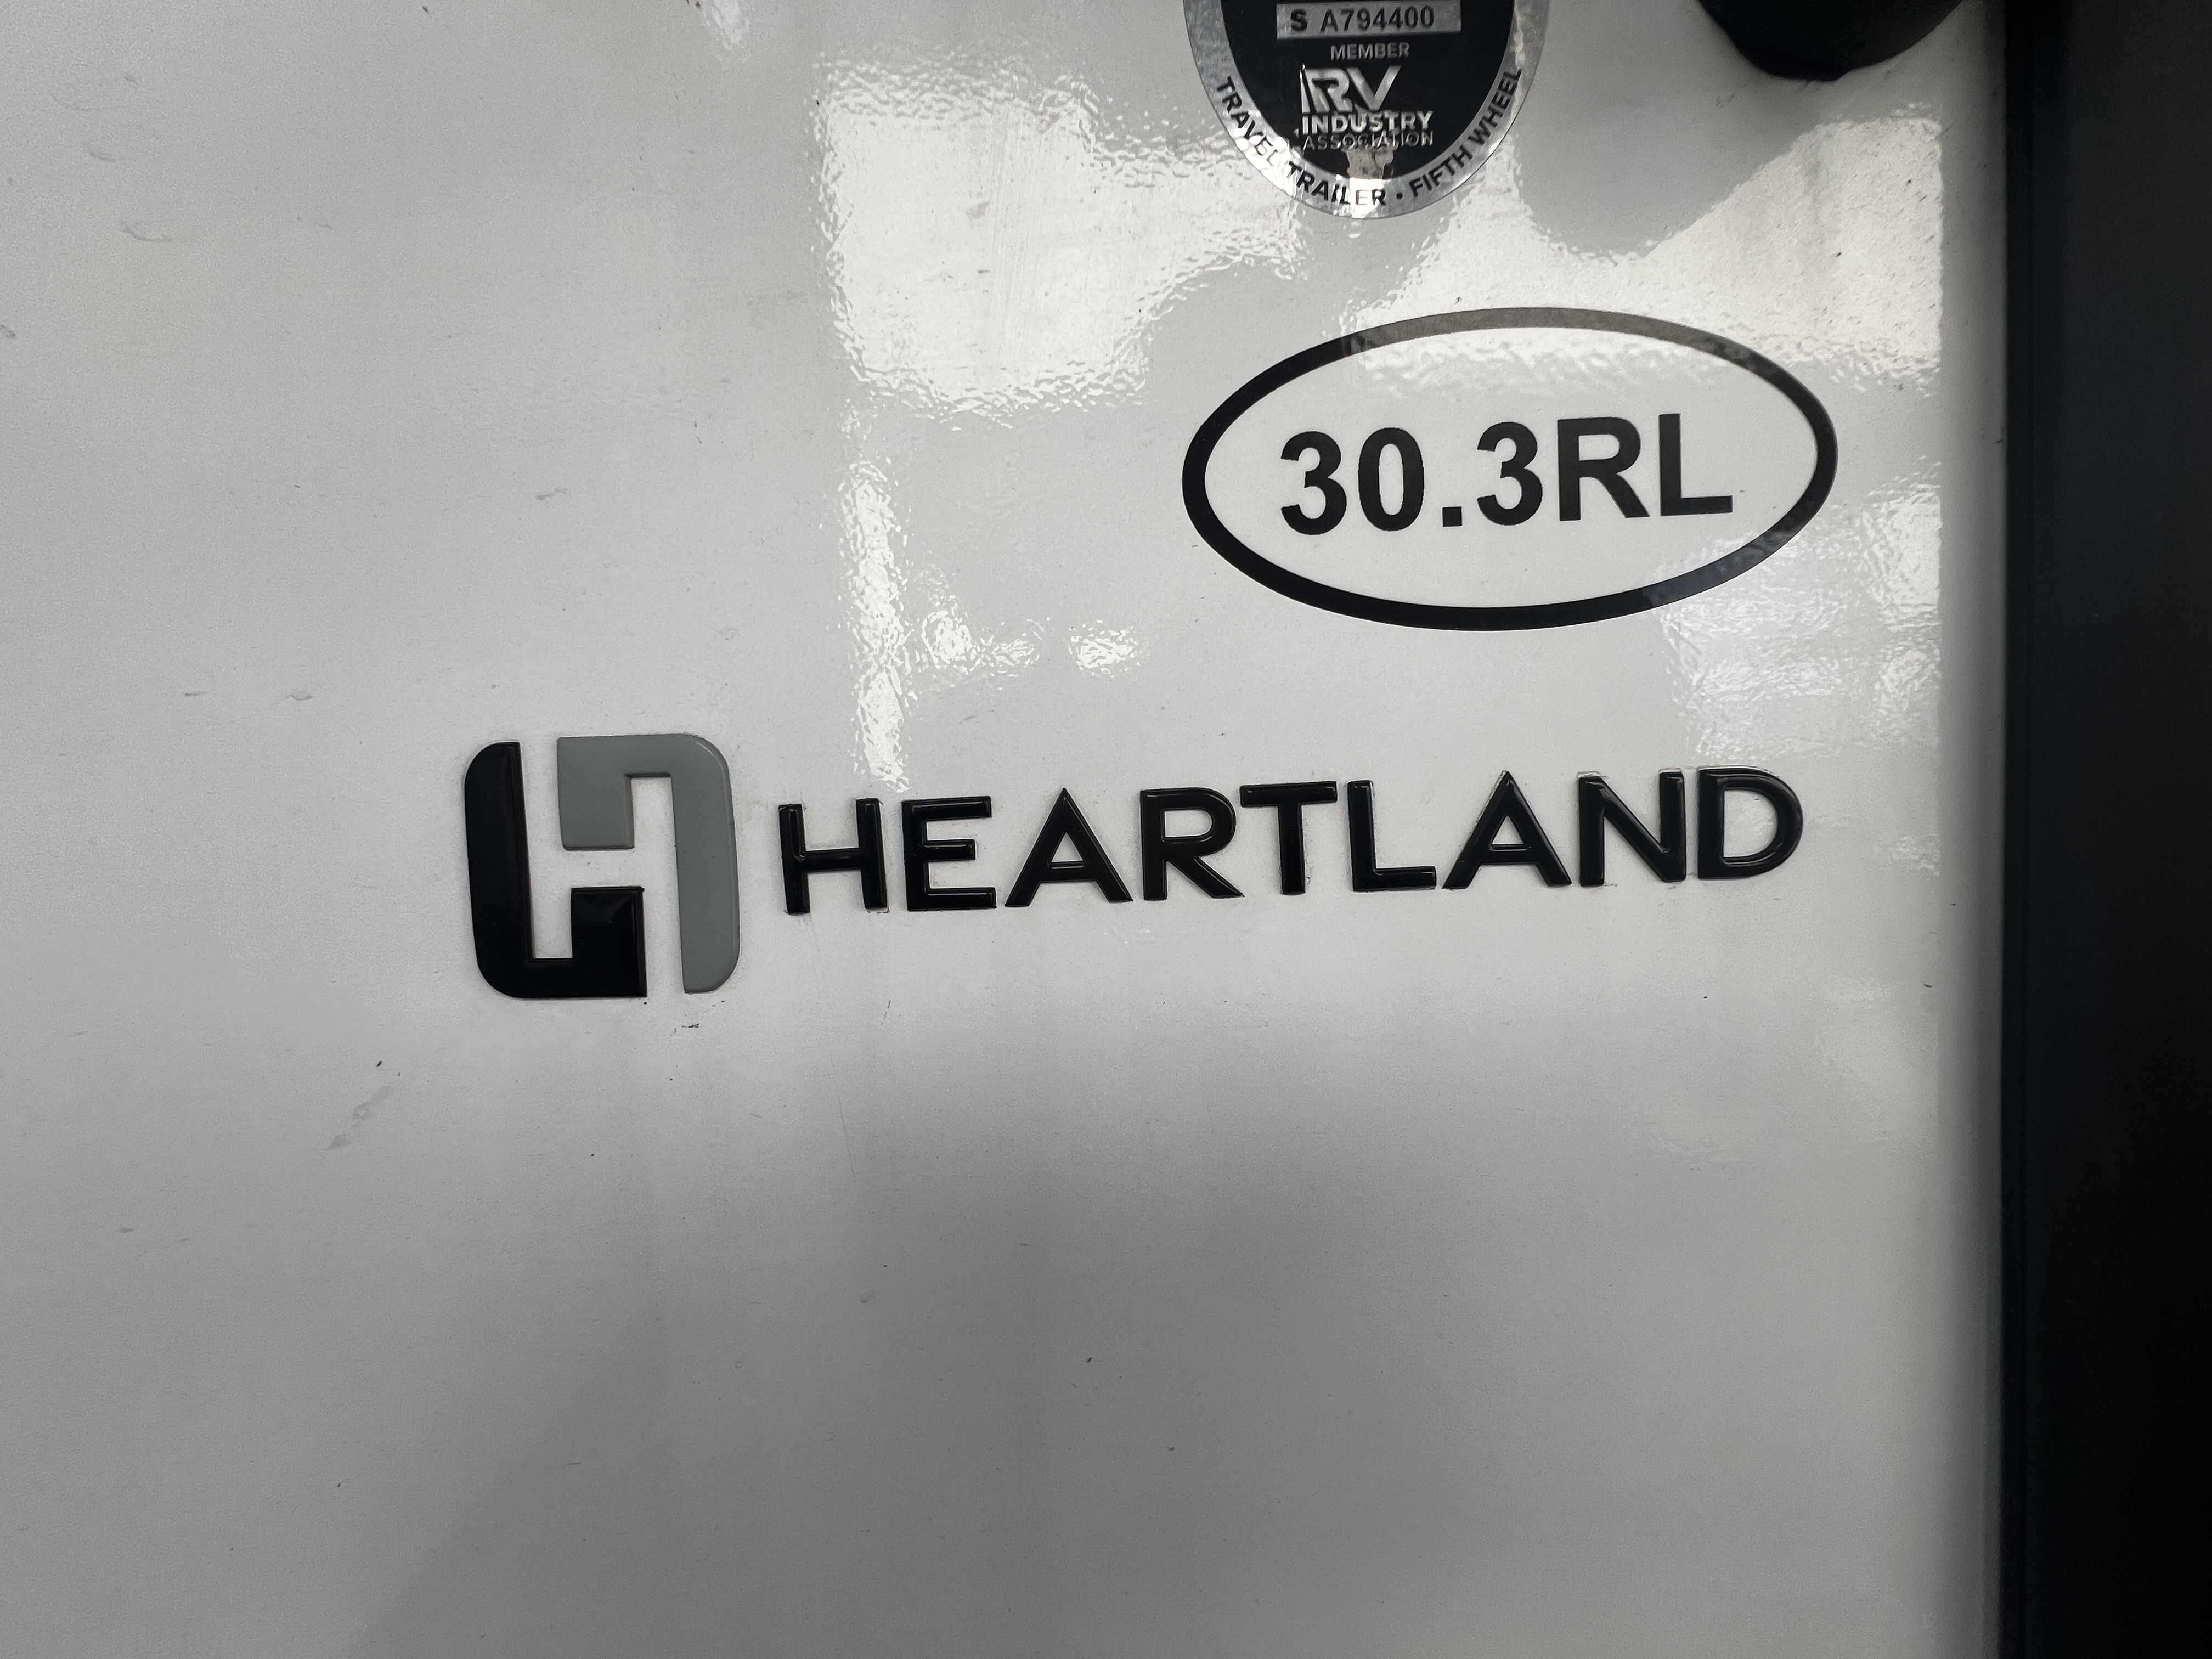 S A794400
MEMBER
RV
INDUSTRY
ASSOCIATION
TRAVEL TRAILER • FIFTH WHEEL
30.3RL
HEARTLAND